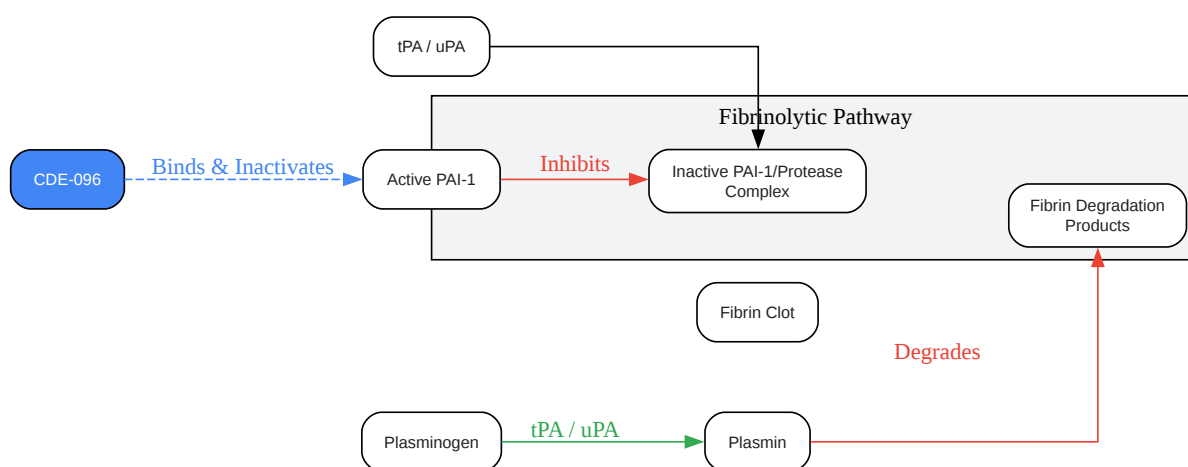 tPA / uPA
Fibrinolytic Pathway
CDE-096
Binds & Inactivates
Active PAI-1
Inhibits
Inactive PAI-1/Protease
Complex
Fibrin Degradation
Products
Fibrin Clot
Degrades
Plasminogen
tPA / uPA
Plasmin